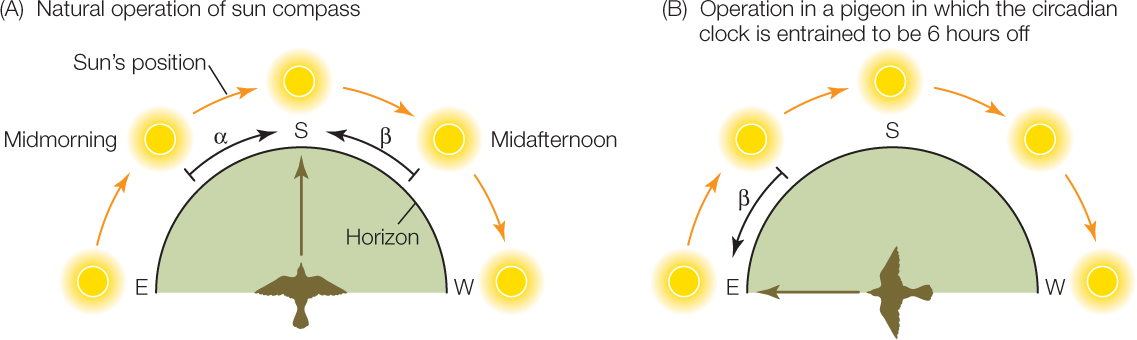 (A) Natural operation of sun compass
Sun's position
Midmorning
α
S
β
Midafternoon
Horizon
E
W
(B) Operation in a pigeon in which the circadian
clock is entrained to be 6 hours off
S
β
E
W